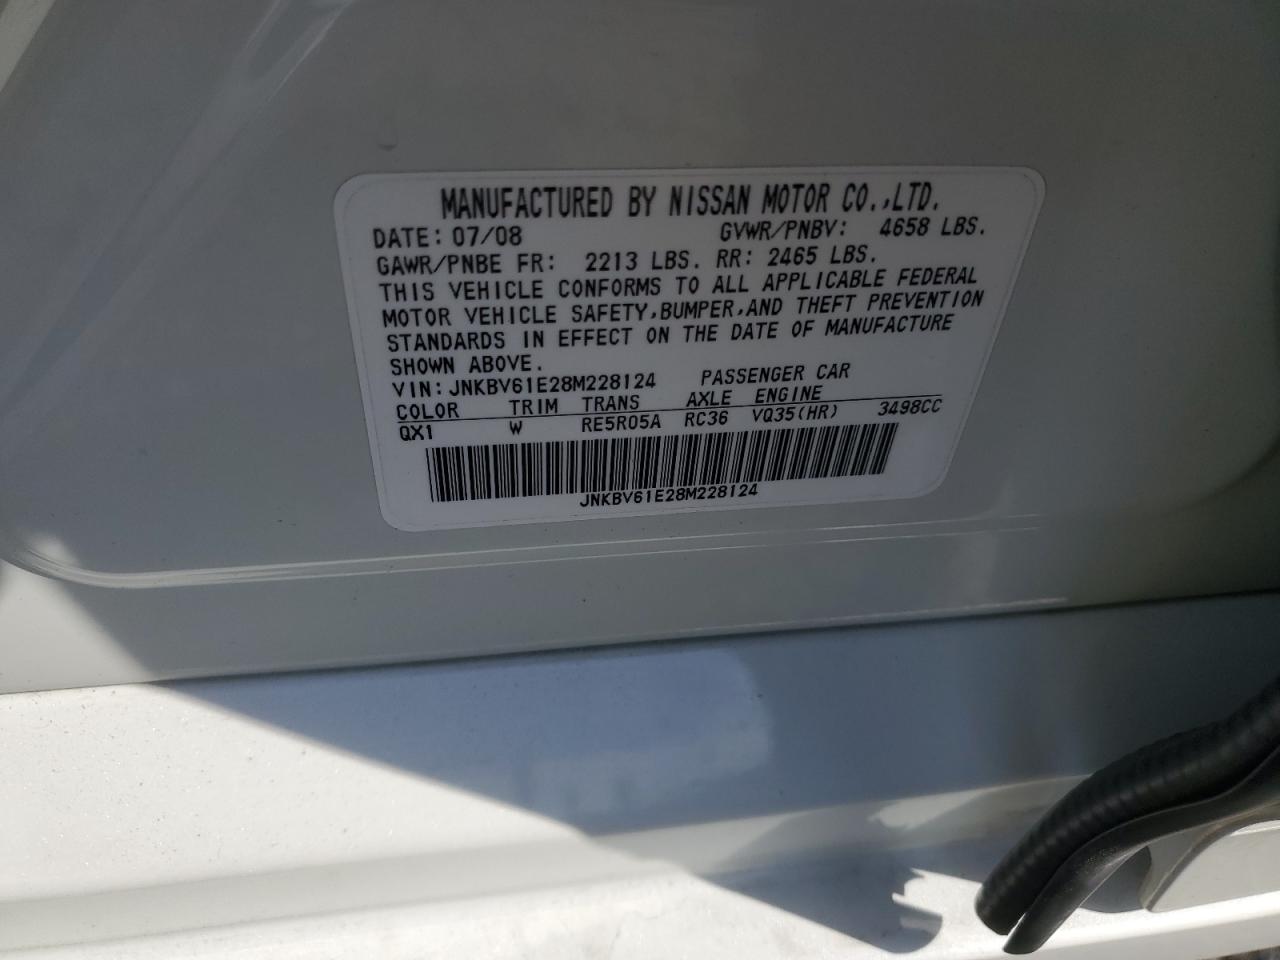 MANUFACTURED BY NISSAN MOTOR CO.,LTD.
DATE: 07/08 GVWR/PNBV: 4658 LBS.
GAWR/PNBE FR: 2213 LBS. RR: 2465 LBS.
THIS VEHICLE CONFORMS TO ALL APPLICABLE FEDERAL
MOTOR VEHICLE SAFETY,BUMPER,AND THEFT PREVENTION
STANDARDS IN EFFECT ON THE DATE OF MANUFACTURE
SHOWN ABOVE.
VIN: JNKBV61E28M228124 PASSENGER CAR
COLOR TRIM TRANS AXLE ENGINE
QX1 W RE5R05A RC36 VQ35(HR) 3498CC
JNKBV61E28M228124